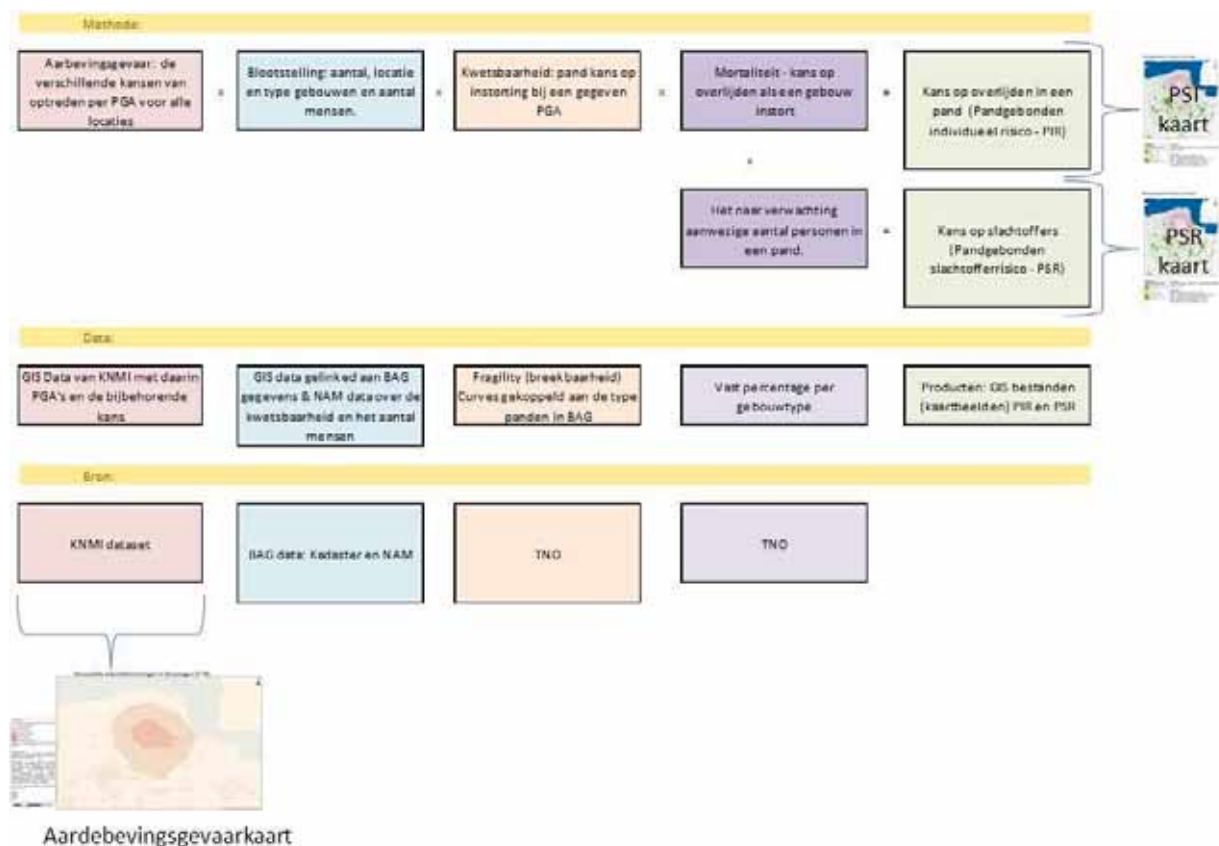 Methode:
Aarbevingsgevaar: de
verschillende kansen van
optreden per PGA voor alle
locaties
Blootstelling: aantal, locatie
en type gebouwen en aantal
mensen.
Kwetsbaarheid: pand kans op
instorting bij een gegeven
PGA
Mortaliteit - kans op
overlijden als een gebouw
instort
Kans op overlijden in een
pand (Pandgebonden
individueel risico - PIR)
PSI
kaart
Het naar verwachting
aanwezige aantal personen in
een pand.
Kans op slachtoffers
(Pandgebonden
slachtofferrisico - PSR)
PSR
kaart
Data:
GIS Data van KNMI met daarin
PGA's en de bijbehorende
kans
GIS data gelinked aan BAG
gegevens & NAM data over de
kwetsbaarheid en het aantal
mensen
Fragility (breekbaarheid)
Curves gekoppeld aan de type
panden in BAG
Vast percentage per
gebouwtype
Producten: GIS bestanden
(kaartbeelden) PIR en PSR
Bron:
KNMI dataset
BAG data: Kadaster en NAM
TNO
TNO
Aardebevingsgevaarkaart